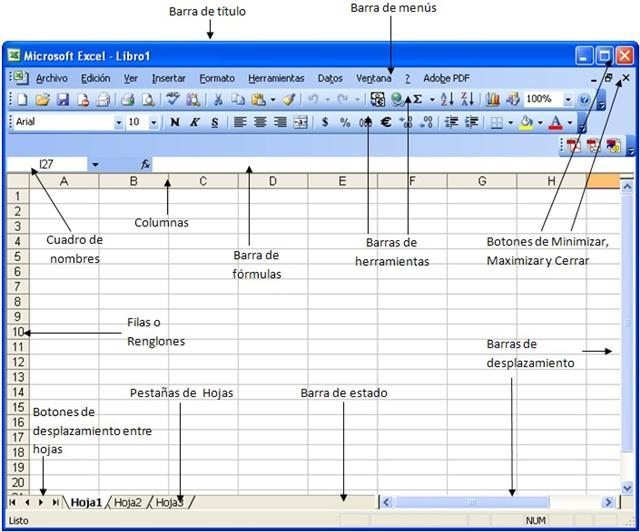 Barra de título
Barra de menús
Microsoft Excel - Libro1
Archivo Edición Ver Insertar Formato Herramientas Datos Ventana ? Adobe PDF
Σ A Z Z A 100%
Arial 10 N K S $ % 000 € A
I27 fx
A B C D E F G H
1
2
3
4
5
6
7
8
9
10
11
12
13
14
15
16
17
18
19
20
Columnas
Cuadro de
nombres
Barra de
fórmulas
Barras de
herramientas
Botones de Minimizar,
Maximizar y Cerrar
Filas o
Renglones
Barras de
desplazamiento
Pestañas de Hojas
Barra de estado
Botones de
desplazamiento entre
hojas
Hoja1 Hoja2 Hoja3
Listo NUM